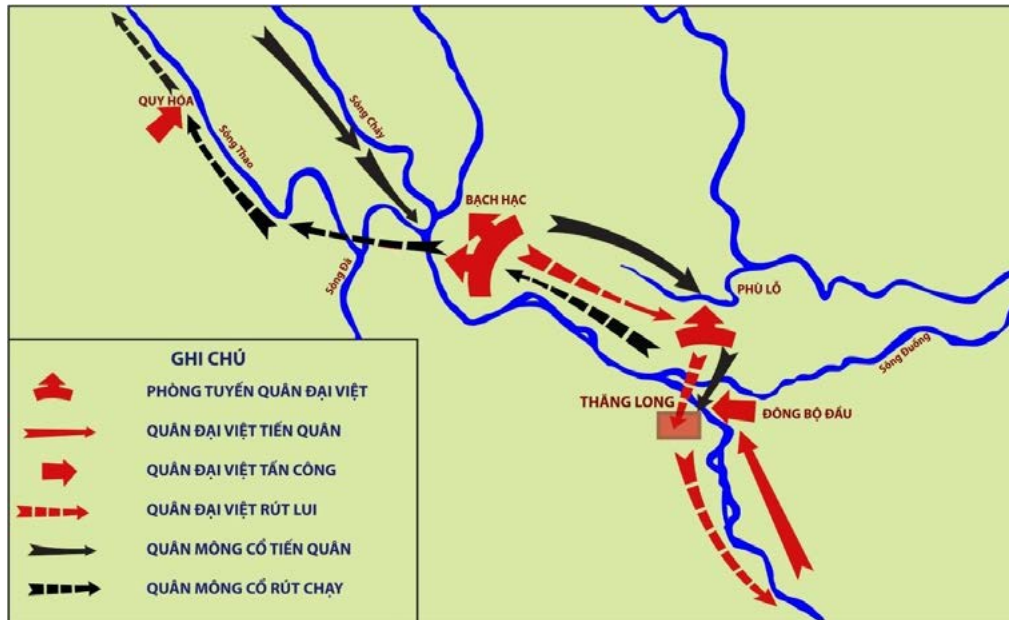 QUY HÓA
Sông Thao
Sông Chảy
BẠCH HẠC
Sông Đà
PHÙ LỖ
Sông Đuống
THĂNG LONG
ĐÔNG BỘ ĐẦU
GHI CHÚ
PHÒNG TUYẾN QUÂN ĐẠI VIỆT
QUÂN ĐẠI VIỆT TIẾN QUÂN
QUÂN ĐẠI VIỆT TẤN CÔNG
QUÂN ĐẠI VIỆT RÚT LUI
QUÂN MÔNG CỔ TIẾN QUÂN
QUÂN MÔNG CỔ RÚT CHẠY